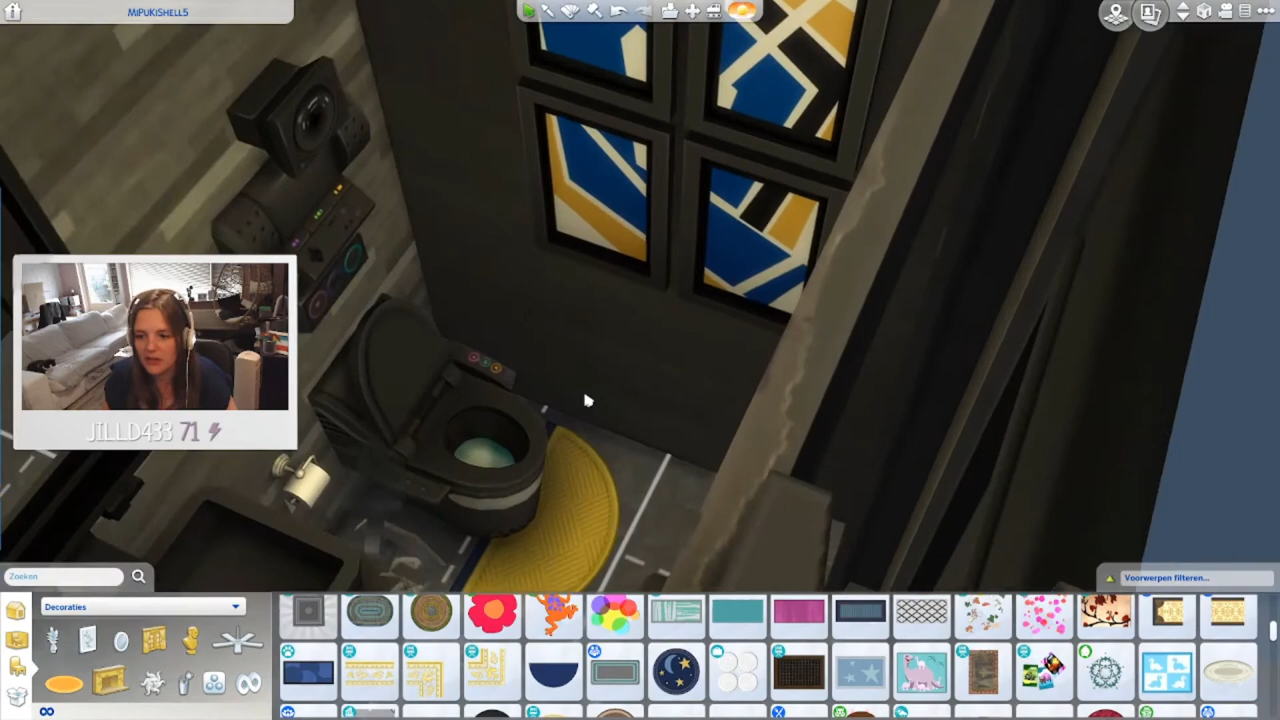 MiPUKiShell5
JILLD433 71
Zoeken
Voorwerpen filteren...
Decoraties